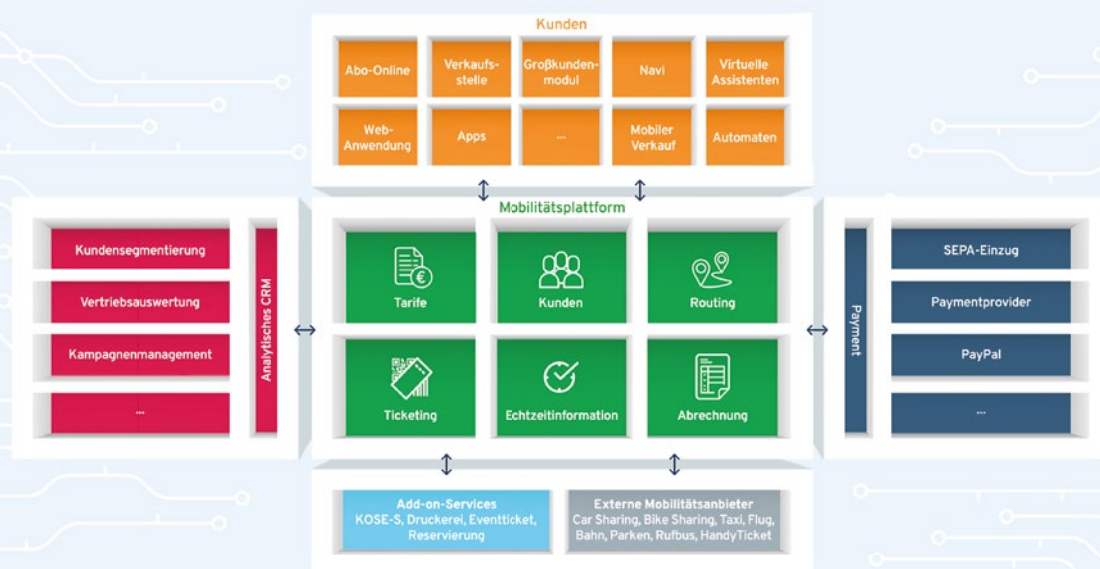 Kunden
Abo-Online
Verkaufs-
stelle
Großkunden-
modul
Navi
Virtuelle
Assistenten
Web-
Anwendung
Apps
...
Mobiler
Verkauf
Automaten
Mobilitätsplattform
Kundensegmentierung
Vertriebsauswertung
Kampagnenmanagement
...
Analytisches CRM
Tarife
Kunden
Routing
Ticketing
Echtzeitinformation
Abrechnung
Payment
SEPA-Einzug
Paymentprovider
PayPal
...
Add-on-Services
KOSE-S, Druckerei, Eventticket,
Reservierung
Externe Mobilitätsanbieter
Car Sharing, Bike Sharing, Taxi, Flug,
Bahn, Parken, Rufbus, HandyTicket